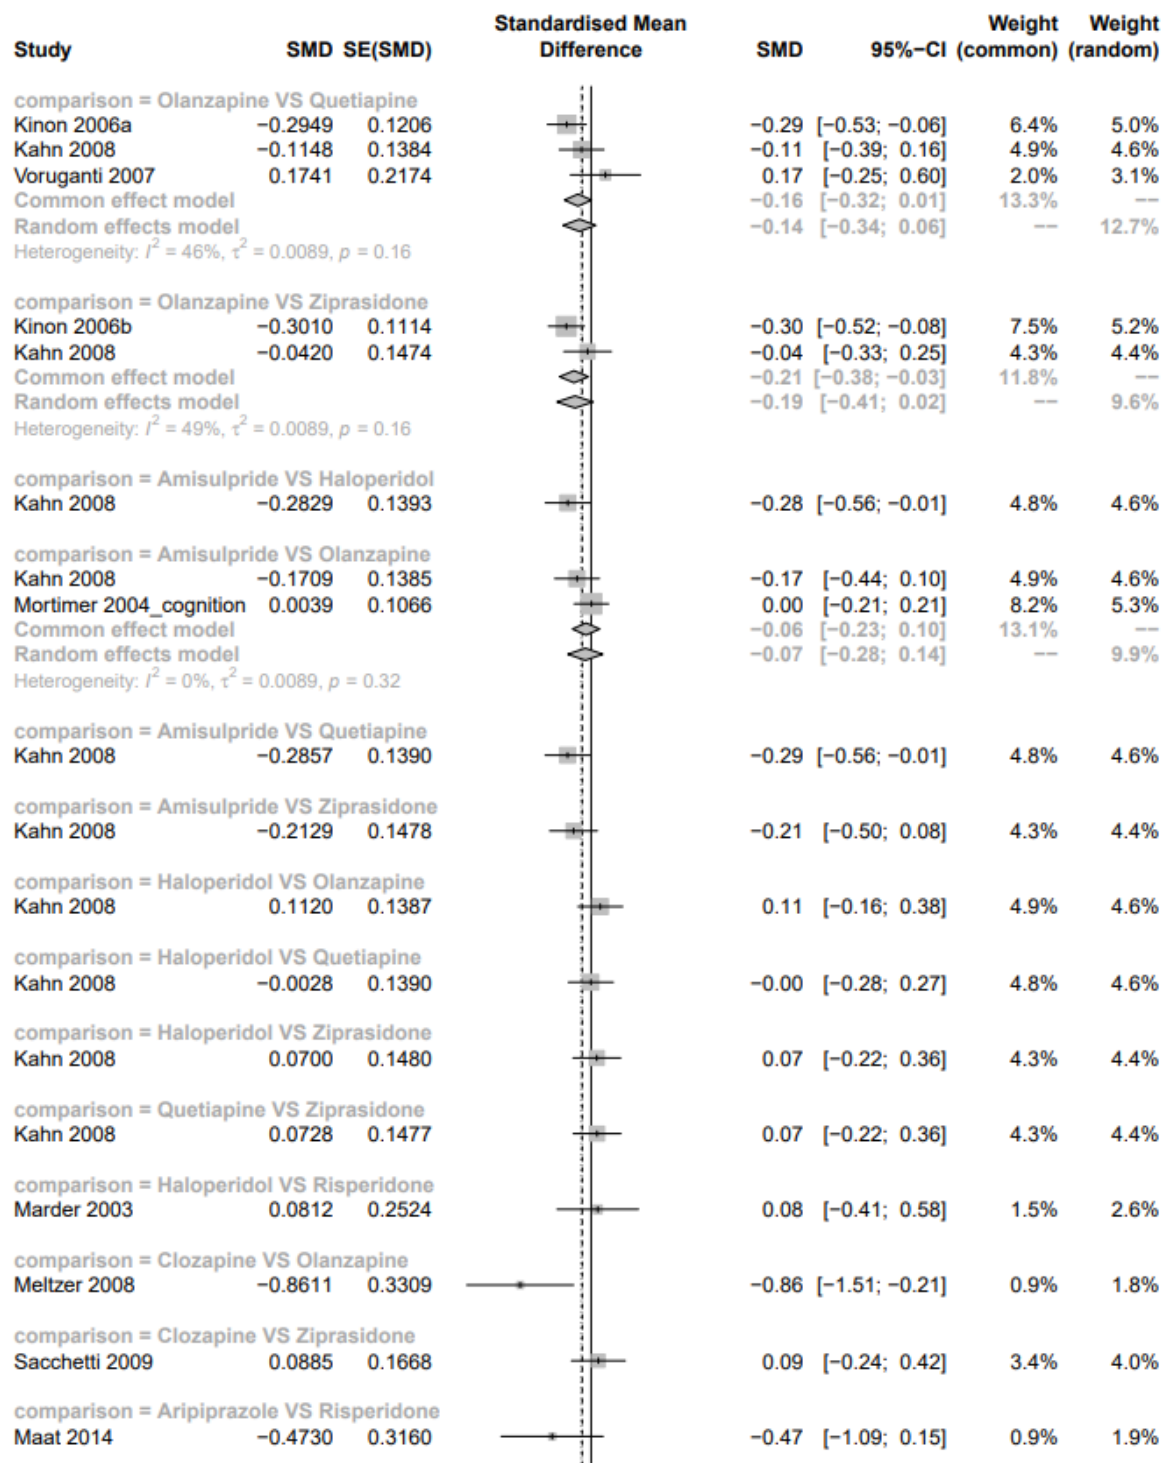 Standardised Mean Weight Weight
Study SMD SE(SMD) Difference SMD 95%−CI (common) (random)
comparison = Olanzapine VS Quetiapine
Kinon 2006a −0.2949 0.1206 −0.29 [−0.53; −0.06] 6.4% 5.0%
Kahn 2008 −0.1148 0.1384 −0.11 [−0.39; 0.16] 4.9% 4.6%
Voruganti 2007 0.1741 0.2174 0.17 [−0.25; 0.60] 2.0% 3.1%
Common effect model −0.16 [−0.32; 0.01] 13.3% −−
Random effects model −0.14 [−0.34; 0.06] −− 12.7%
Heterogeneity: I² = 46%, τ² = 0.0089, p = 0.16
comparison = Olanzapine VS Ziprasidone
Kinon 2006b −0.3010 0.1114 −0.30 [−0.52; −0.08] 7.5% 5.2%
Kahn 2008 −0.0420 0.1474 −0.04 [−0.33; 0.25] 4.3% 4.4%
Common effect model −0.21 [−0.38; −0.03] 11.8% −−
Random effects model −0.19 [−0.41; 0.02] −− 9.6%
Heterogeneity: I² = 49%, τ² = 0.0089, p = 0.16
comparison = Amisulpride VS Haloperidol
Kahn 2008 −0.2829 0.1393 −0.28 [−0.56; −0.01] 4.8% 4.6%
comparison = Amisulpride VS Olanzapine
Kahn 2008 −0.1709 0.1385 −0.17 [−0.44; 0.10] 4.9% 4.6%
Mortimer 2004_cognition 0.0039 0.1066 0.00 [−0.21; 0.21] 8.2% 5.3%
Common effect model −0.06 [−0.23; 0.10] 13.1% −−
Random effects model −0.07 [−0.28; 0.14] −− 9.9%
Heterogeneity: I² = 0%, τ² = 0.0089, p = 0.32
comparison = Amisulpride VS Quetiapine
Kahn 2008 −0.2857 0.1390 −0.29 [−0.56; −0.01] 4.8% 4.6%
comparison = Amisulpride VS Ziprasidone
Kahn 2008 −0.2129 0.1478 −0.21 [−0.50; 0.08] 4.3% 4.4%
comparison = Haloperidol VS Olanzapine
Kahn 2008 0.1120 0.1387 0.11 [−0.16; 0.38] 4.9% 4.6%
comparison = Haloperidol VS Quetiapine
Kahn 2008 −0.0028 0.1390 −0.00 [−0.28; 0.27] 4.8% 4.6%
comparison = Haloperidol VS Ziprasidone
Kahn 2008 0.0700 0.1480 0.07 [−0.22; 0.36] 4.3% 4.4%
comparison = Quetiapine VS Ziprasidone
Kahn 2008 0.0728 0.1477 0.07 [−0.22; 0.36] 4.3% 4.4%
comparison = Haloperidol VS Risperidone
Marder 2003 0.0812 0.2524 0.08 [−0.41; 0.58] 1.5% 2.6%
comparison = Clozapine VS Olanzapine
Meltzer 2008 −0.8611 0.3309 −0.86 [−1.51; −0.21] 0.9% 1.8%
comparison = Clozapine VS Ziprasidone
Sacchetti 2009 0.0885 0.1668 0.09 [−0.24; 0.42] 3.4% 4.0%
comparison = Aripiprazole VS Risperidone
Maat 2014 −0.4730 0.3160 −0.47 [−1.09; 0.15] 0.9% 1.9%